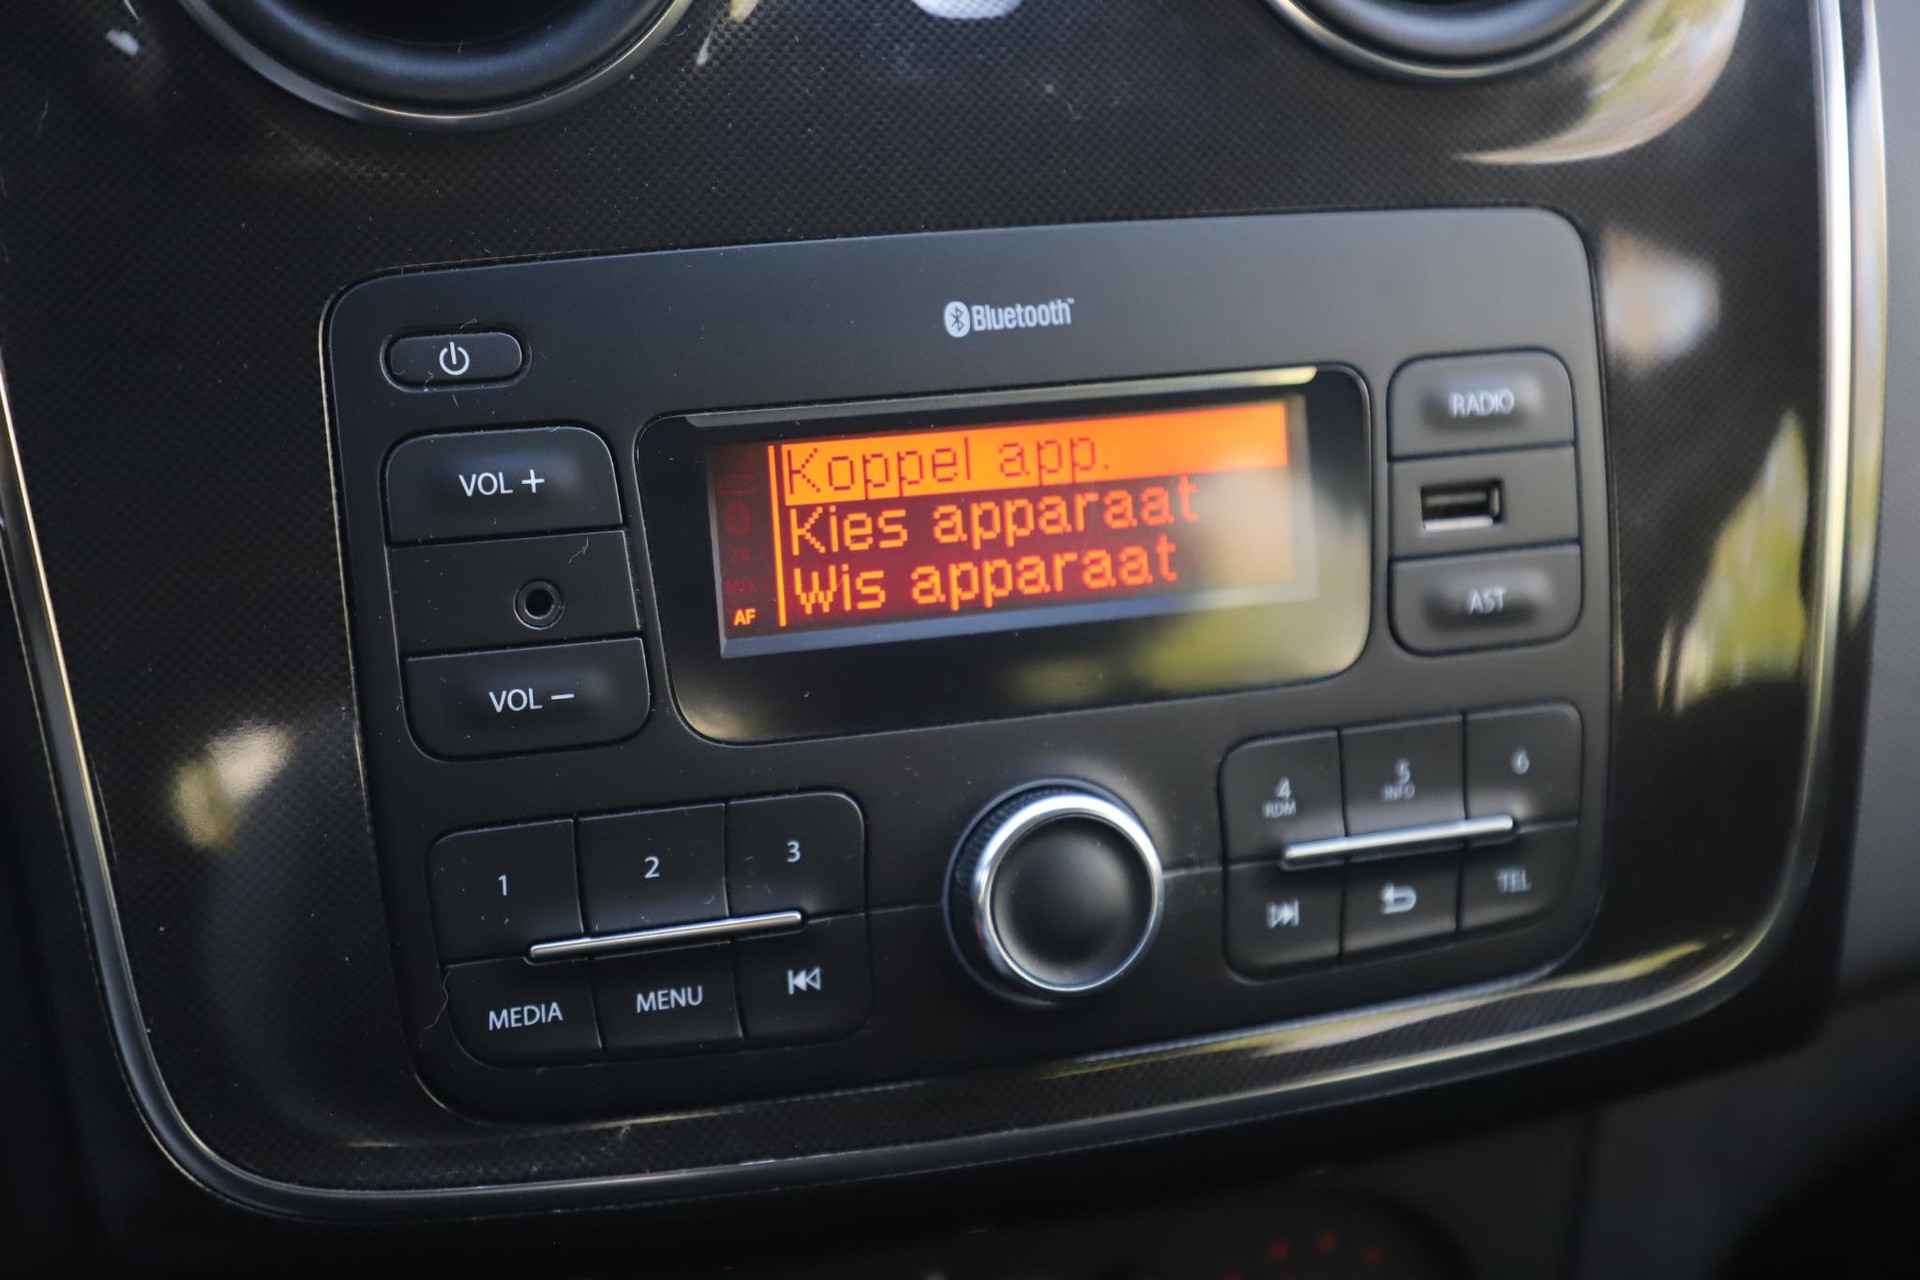 Bluetooth™
VOL +
RADIO
Koppel app.
Kies apparaat
Wis apparaat
AF
AST
VOL −
1
2
3
4
RDM
5
INFO
6
MEDIA
MENU
TEL